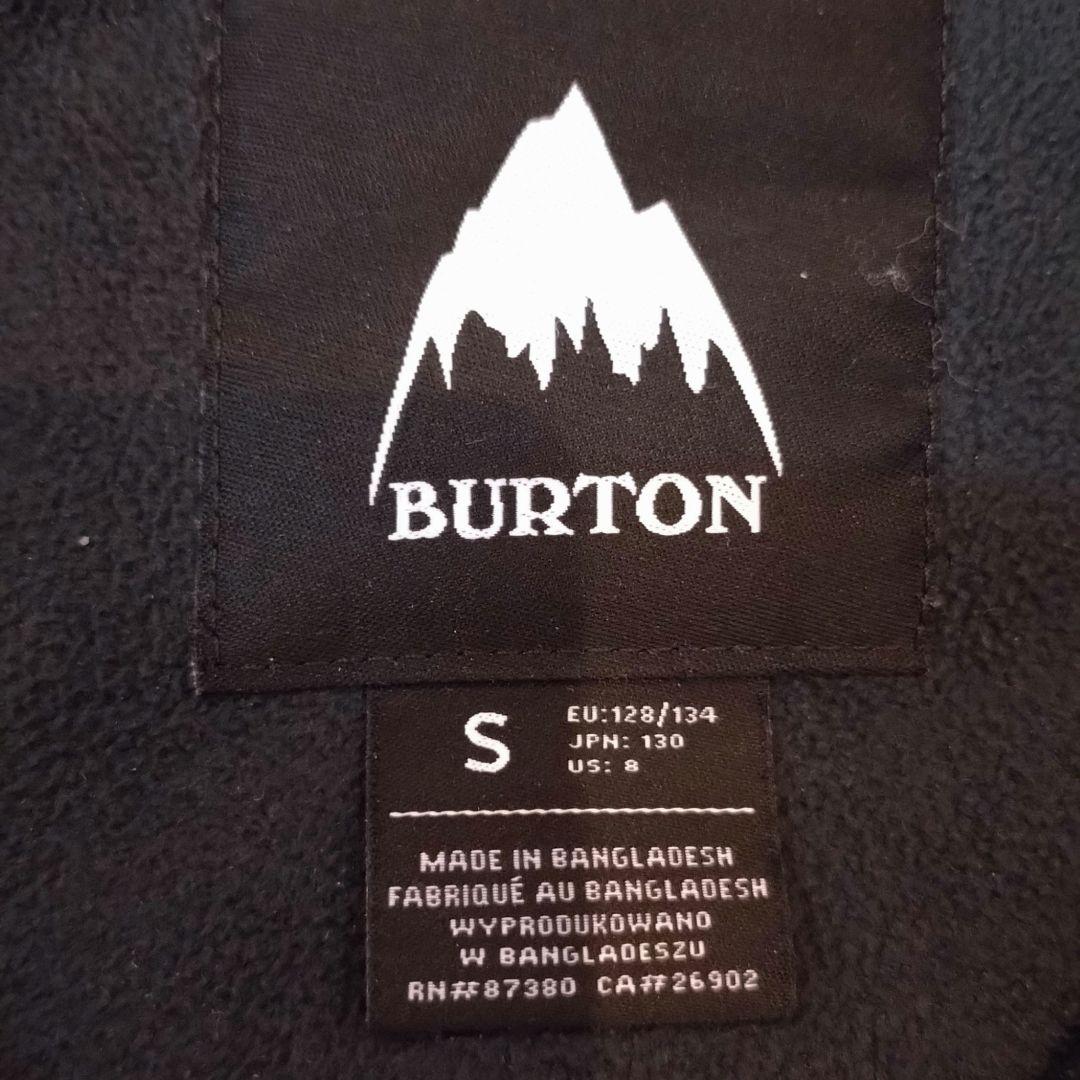 BURTON
S
EU:128/134
JPN: 130
US: 8
MADE IN BANGLADESH
FABRIQUÉ AU BANGLADESH
WYPRODUKOWANO
W BANGLADESZU
RN#87380 CA#26902